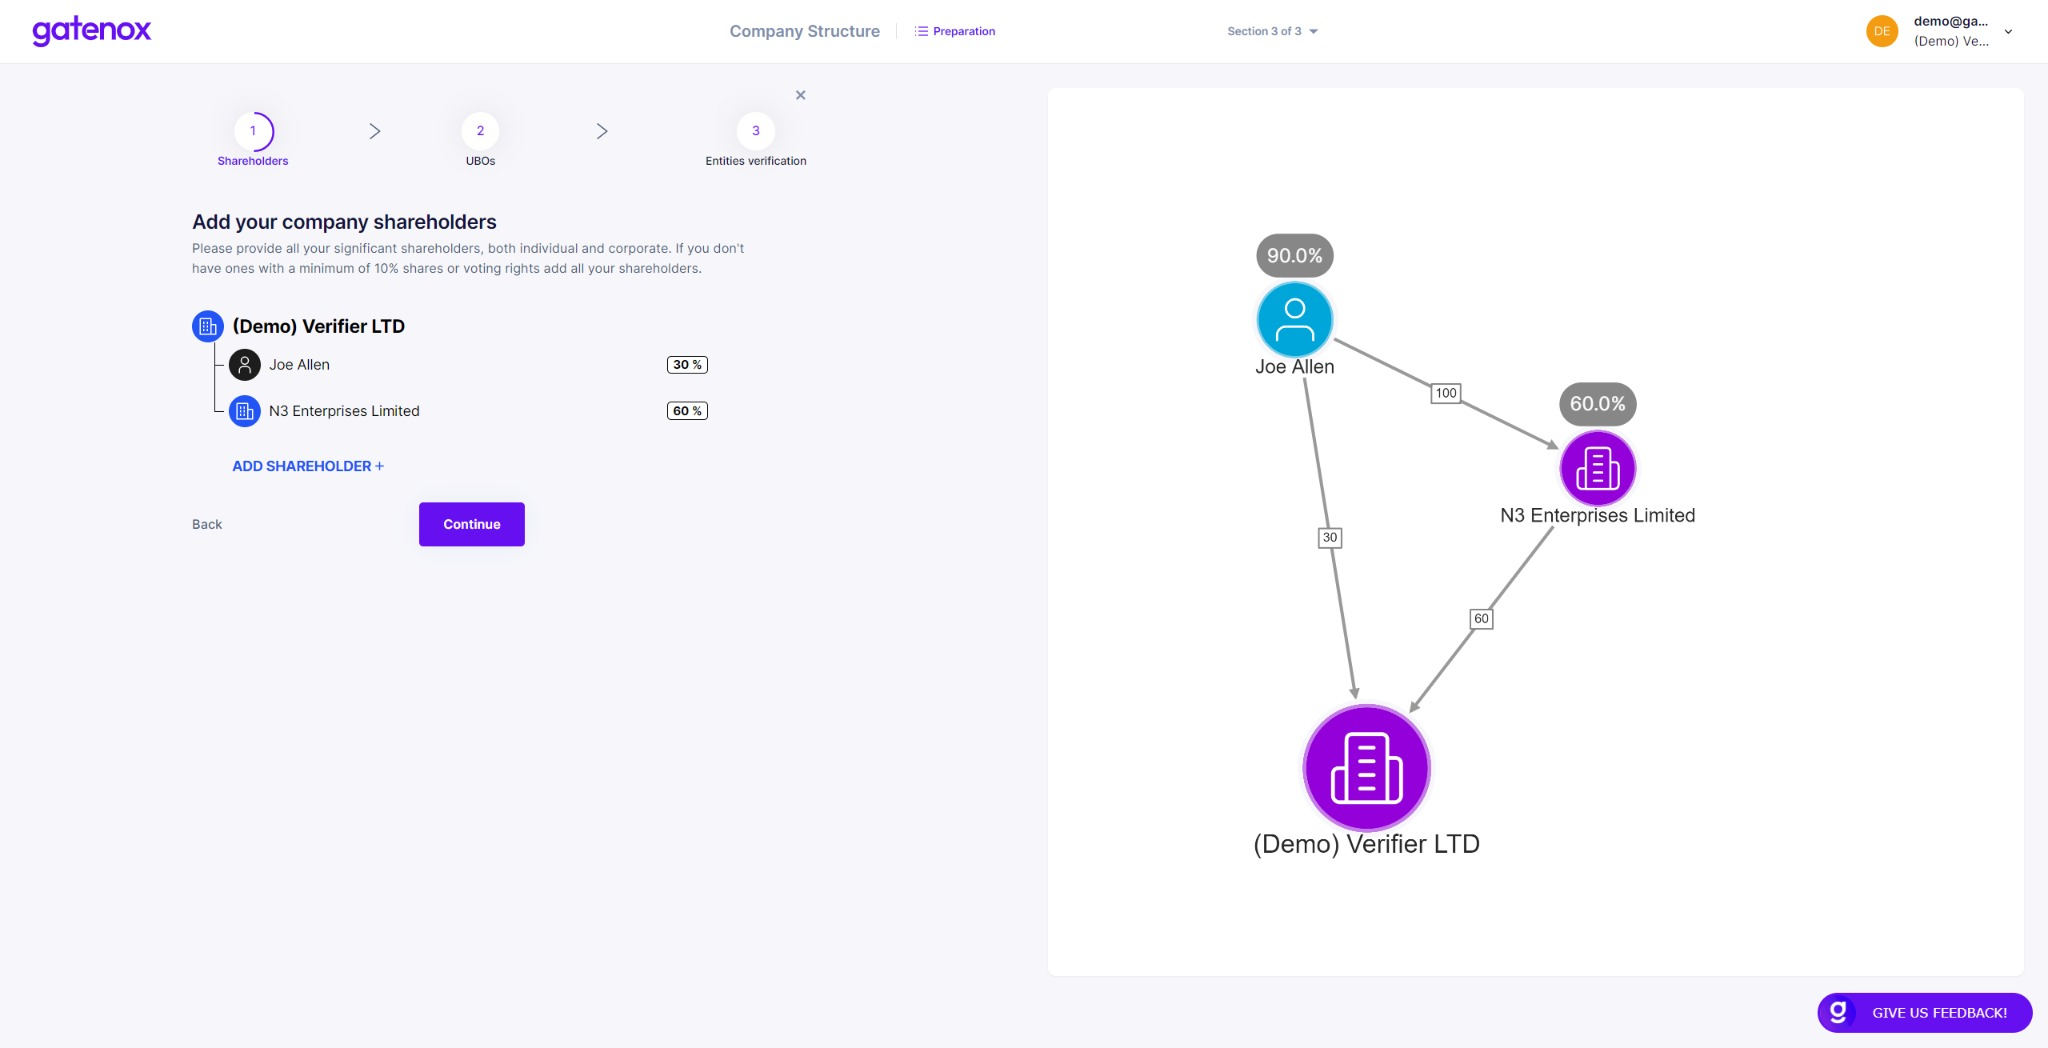 gatenox
Company Structure
Preparation
Section 3 of 3
DE
demo@ga...
(Demo) Ve...
1
Shareholders
2
UBOs
3
Entities verification
Add your company shareholders
Please provide all your significant shareholders, both individual and corporate. If you don't
have ones with a minimum of 10% shares or voting rights add all your shareholders.
(Demo) Verifier LTD
Joe Allen
30 %
N3 Enterprises Limited
60 %
ADD SHAREHOLDER +
Back
Continue
90.0%
Joe Allen
100
60.0%
N3 Enterprises Limited
30
60
(Demo) Verifier LTD
g
GIVE US FEEDBACK!